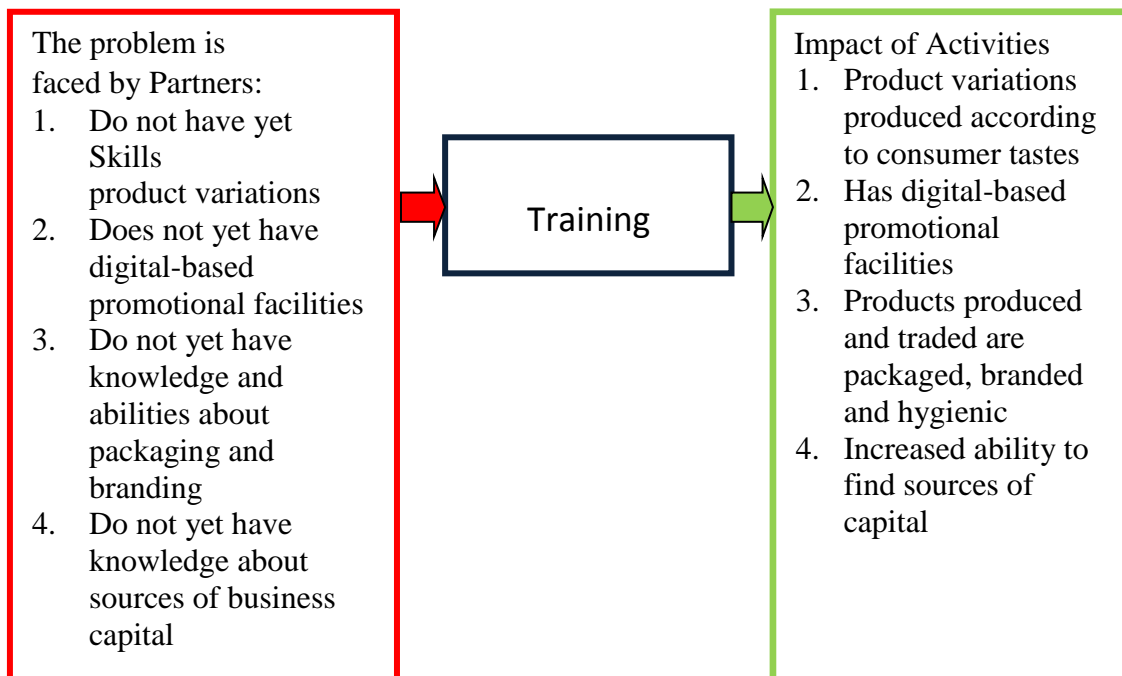 The problem is
faced by Partners:
1. Do not have yet
Skills
product variations
2. Does not yet have
digital-based
promotional facilities
3. Do not yet have
knowledge and
abilities about
packaging and
branding
4. Do not yet have
knowledge about
sources of business
capital
Training
Impact of Activities
1. Product variations
produced according
to consumer tastes
2. Has digital-based
promotional
facilities
3. Products produced
and traded are
packaged, branded
and hygienic
4. Increased ability to
find sources of
capital